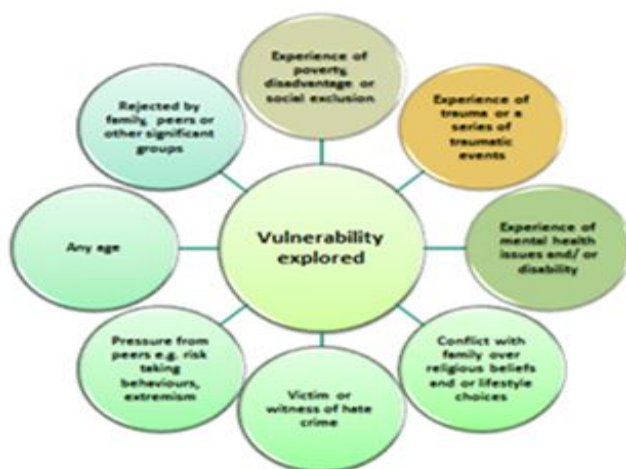 Vulnerability
explored
Experience of
poverty,
disadvantage or
social exclusion
Experience of
trauma or a
series of
traumatic
events
Experience of
mental health
issues and/ or
disability
Conflict with
family over
religious beliefs
and or lifestyle
choices
Victim or
witness of hate
crime
Pressure from
peers e.g. risk
taking
behaviours,
extremism
Any age
Rejected by
family, peers or
other significant
groups